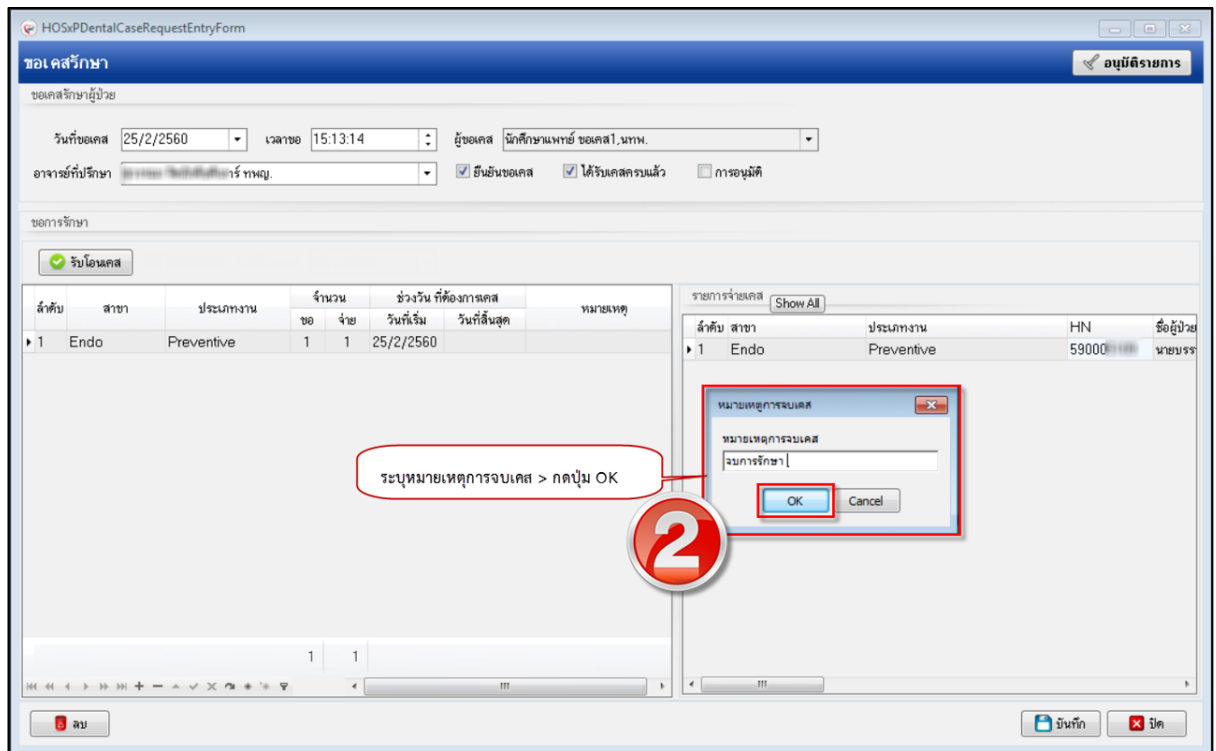 HOSxPDentalCaseRequestEntryForm
ขอเคสรักษา
อนุมัติรายการ
ขอเคสรักษาผู้ป่วย
วันที่ขอเคส 25/2/2560 เวลาขอ 15:13:14 ผู้ขอเคส นักศึกษาแพทย์ ขอเคส1,นทพ.
อาจารย์ที่ปรึกษา าร์ ทพญ. ยืนยันขอเคส ได้รับเคสครบแล้ว การอนุมัติ
ขอการรักษา
รับโอนเคส
ลำดับ สาขา ประเภทงาน จำนวน ช่วงวัน ที่ต้องการเคส หมายเหตุ
ขอ จ่าย วันที่เริ่ม วันที่สิ้นสุด
1 Endo Preventive 1 1 25/2/2560
รายการจ่ายเคส Show All
ลำดับ สาขา ประเภทงาน HN ชื่อผู้ป่วย
1 Endo Preventive 59000 นายบรร
หมายเหตุการจบเคส
หมายเหตุการจบเคส
จบการรักษา
OK Cancel
ระบุหมายเหตุการจบเคส > กดปุ่ม OK
2
1 1
ลบ
บันทึก ปิด